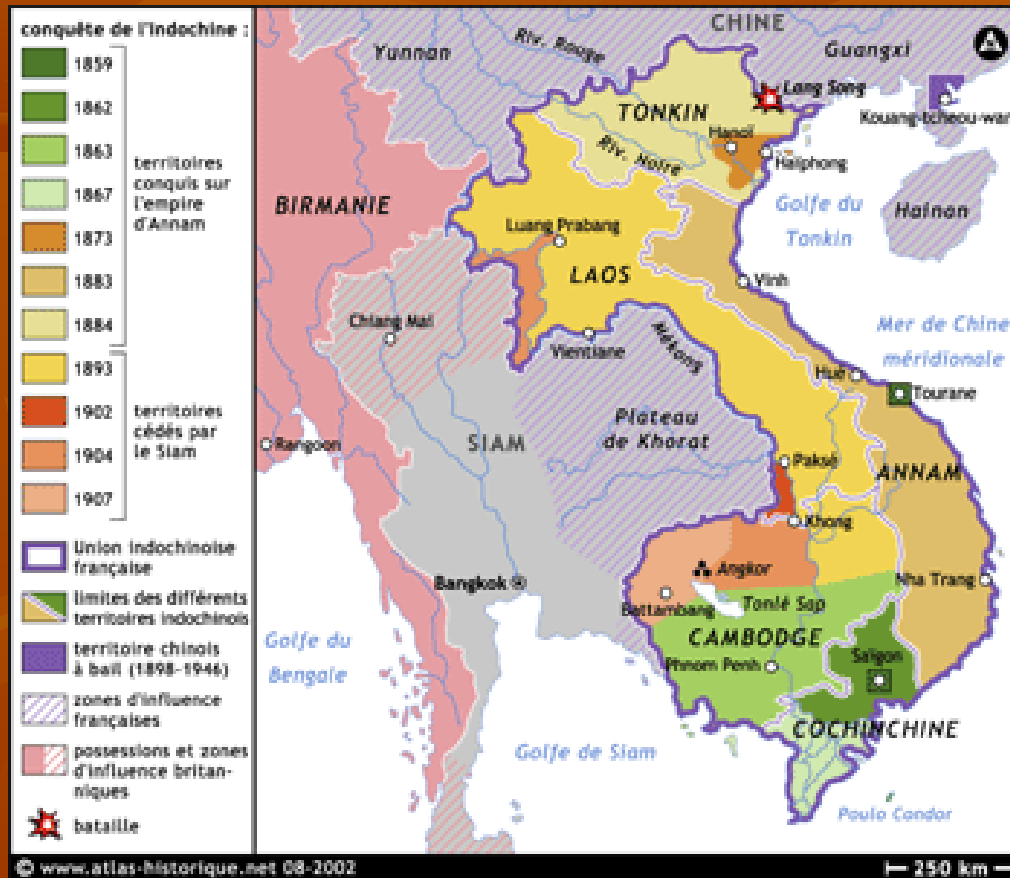 conquête de l'Indochine :
1859
1862
1863
1867
1873
1883
1884
territoires
conquis sur
l'empire
d'Annam
1893
1902
1904
1907
territoires
cédés par
le Siam
Union Indochinoise
française
limites des différents
territoires indochinois
territoire chinois
à bail (1898-1946)
zones d'influence
françaises
possessions et zones
d'influence britan-
niques
bataille
CHINE
Yunnan
Riv. Rouge
Guangxi
Lang Song
TONKIN
Kouang-tcheou-wan
Hanoï
Haïphong
Riv. Noire
BIRMANIE
Golfe du
Tonkin
Hainan
Luang Prabang
LAOS
Vinh
Chiang Mai
Vientiane
Mékong
Mer de Chine
méridionale
Hué
Tourane
Plateau
de Khorat
SIAM
Rangoon
Paksé
ANNAM
Khong
Bangkok
Angkor
Nha Trang
Battambang
Tonlé Sap
CAMBODGE
Golfe du
Bengale
Phnom Penh
Saïgon
COCHINCHINE
Golfe de Siam
Poulo Condor
© www.atlas-historique.net 08-2002
250 km